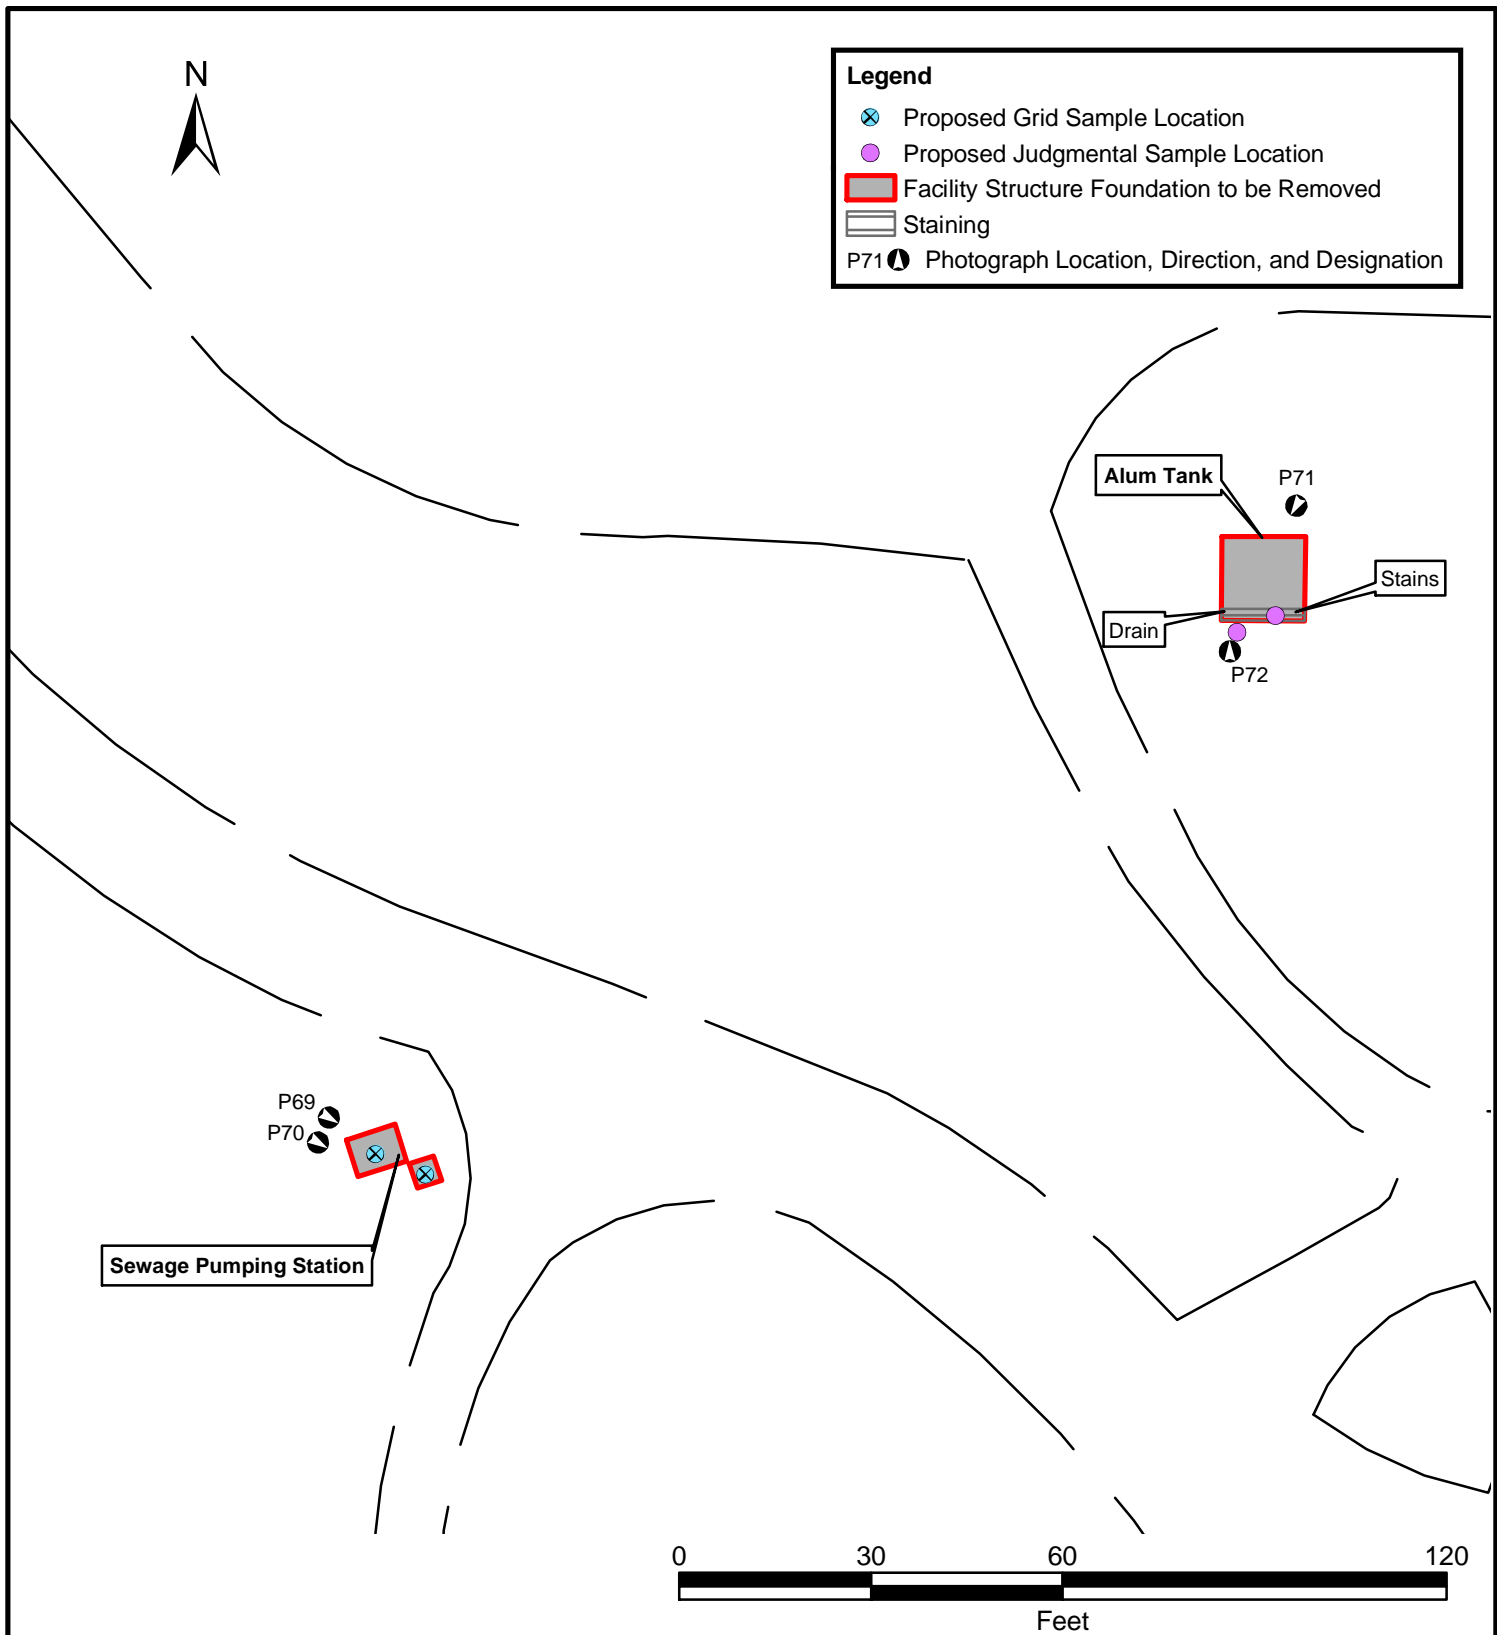 N
Legend
Proposed Grid Sample Location
Proposed Judgmental Sample Location
Facility Structure Foundation to be Removed
Staining
P71 Photograph Location, Direction, and Designation
Alum Tank
P71
Stains
Drain
P72
P69
P70
Sewage Pumping Station
0 30 60 120
Feet